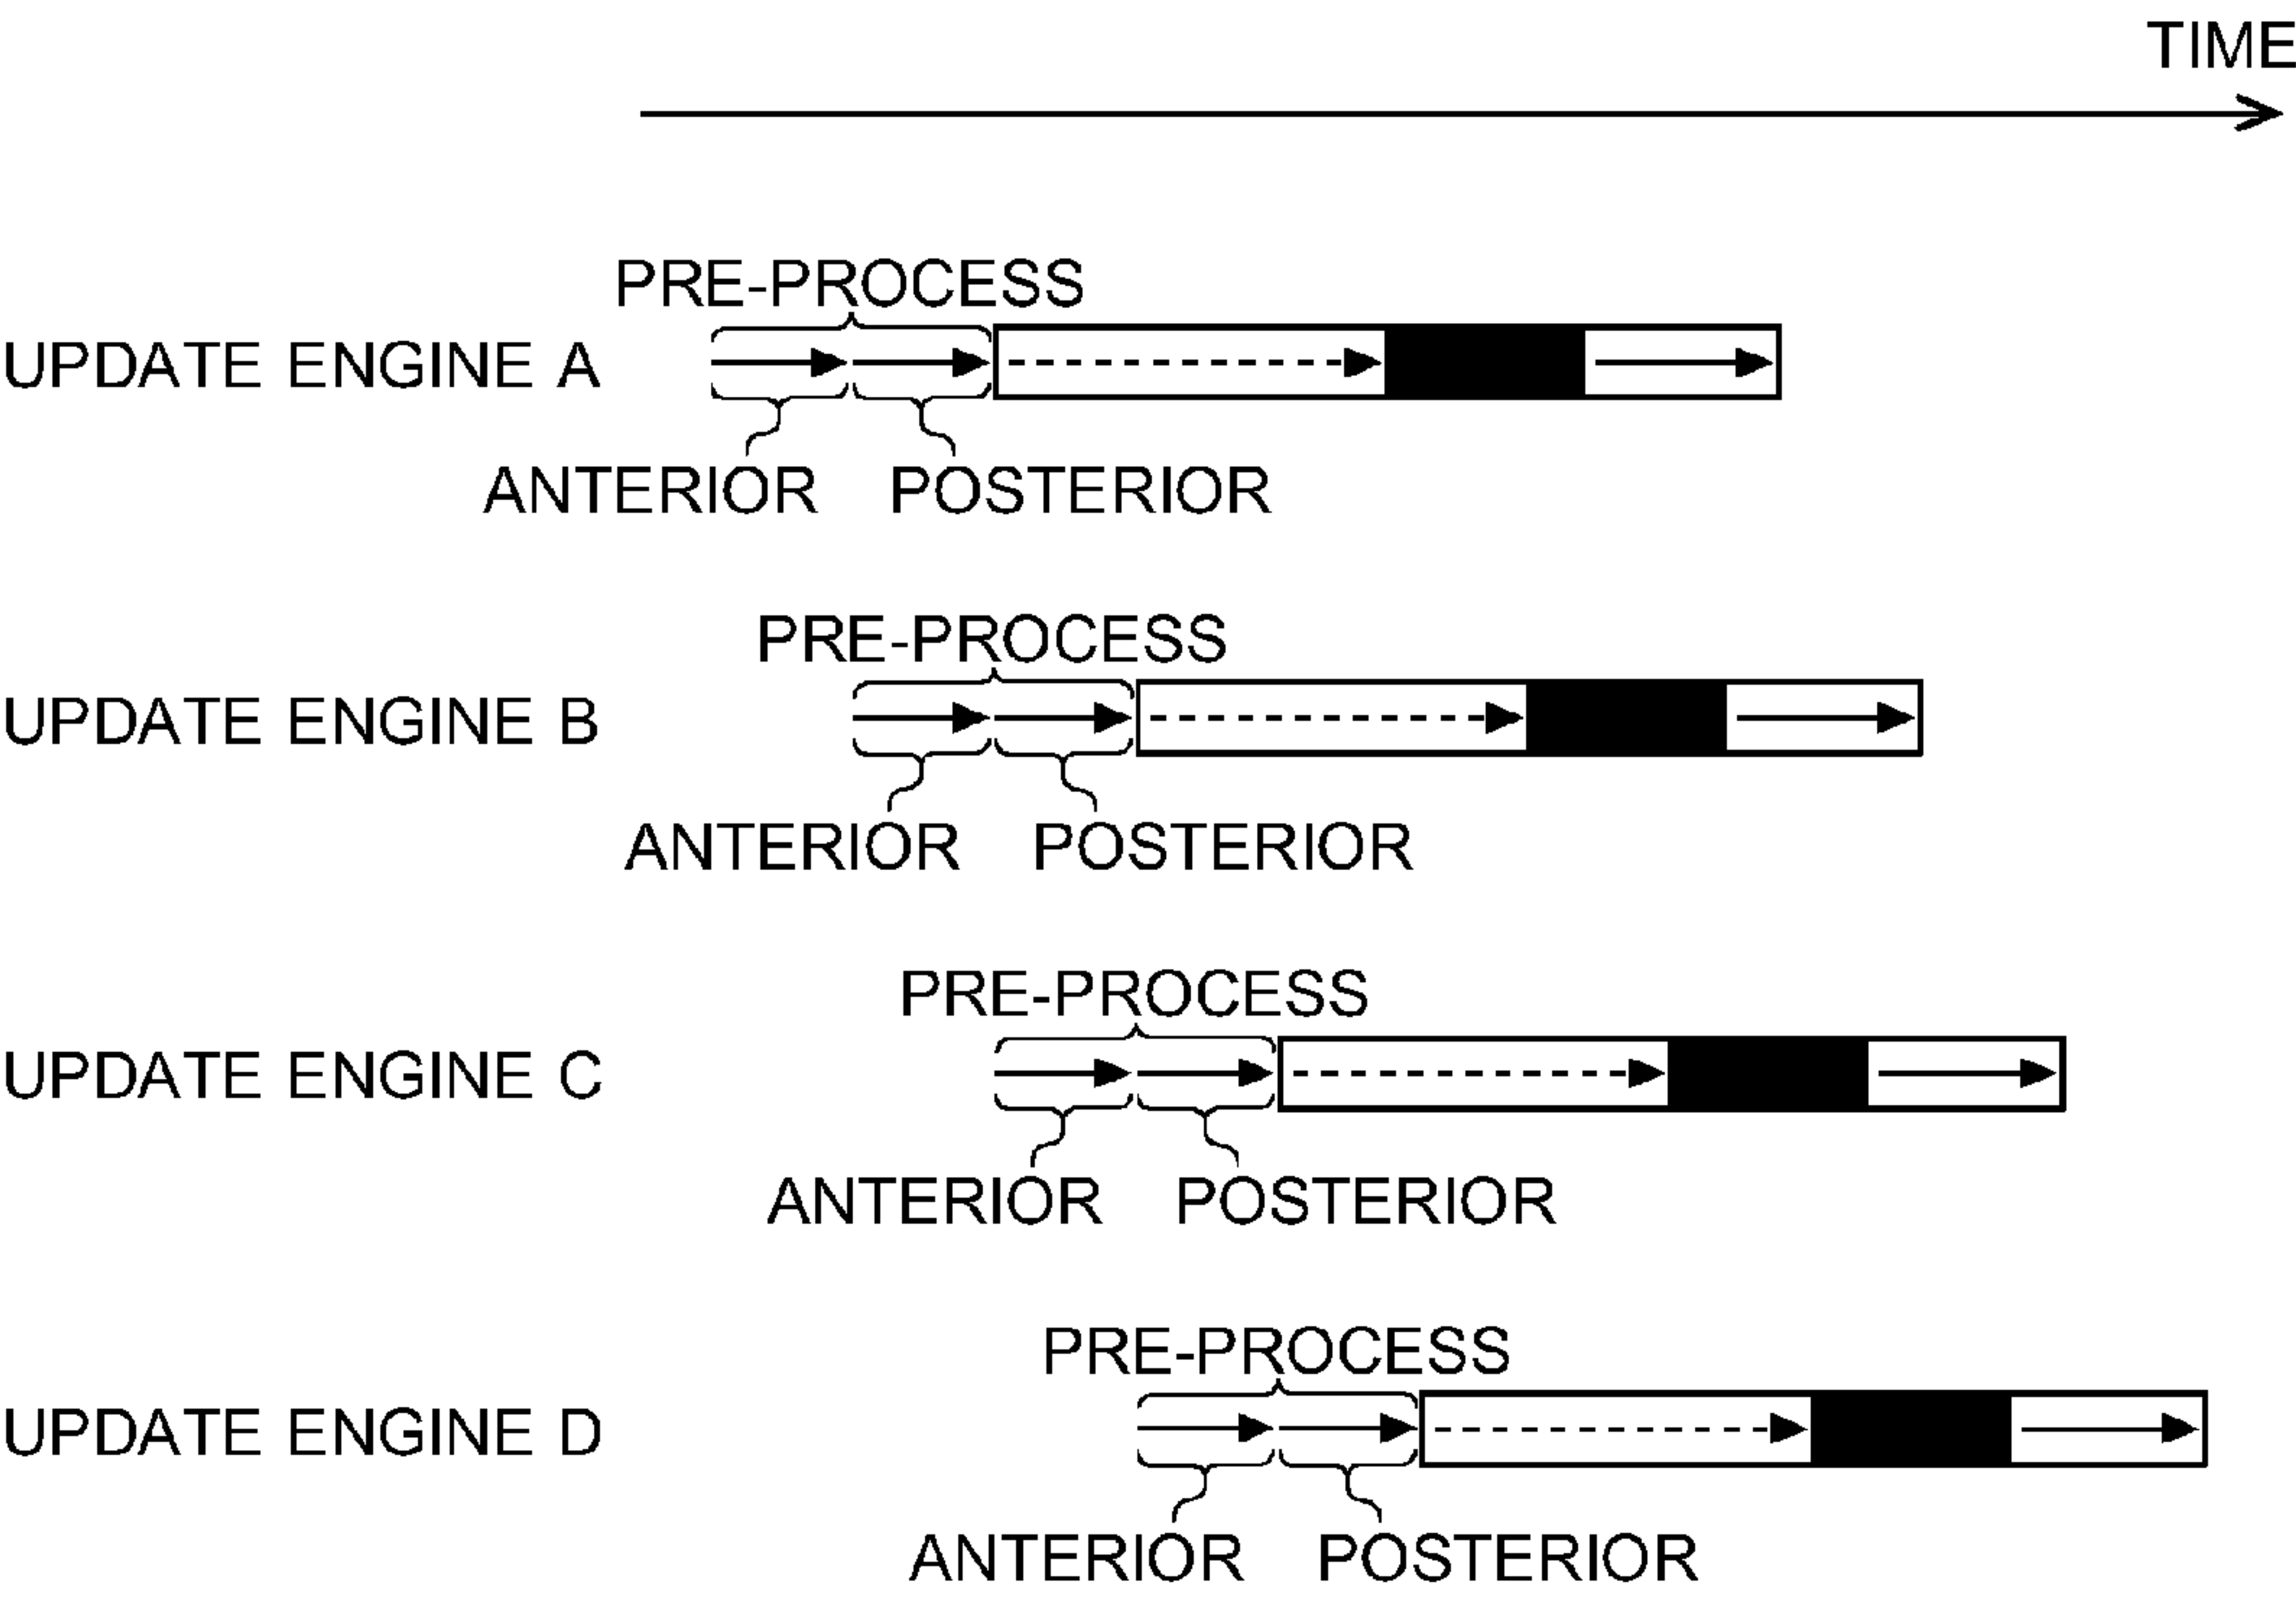 TIME
PRE-PROCESS
UPDATE ENGINE A
ANTERIOR POSTERIOR
PRE-PROCESS
UPDATE ENGINE B
ANTERIOR POSTERIOR
PRE-PROCESS
UPDATE ENGINE C
ANTERIOR POSTERIOR
PRE-PROCESS
UPDATE ENGINE D
ANTERIOR POSTERIOR